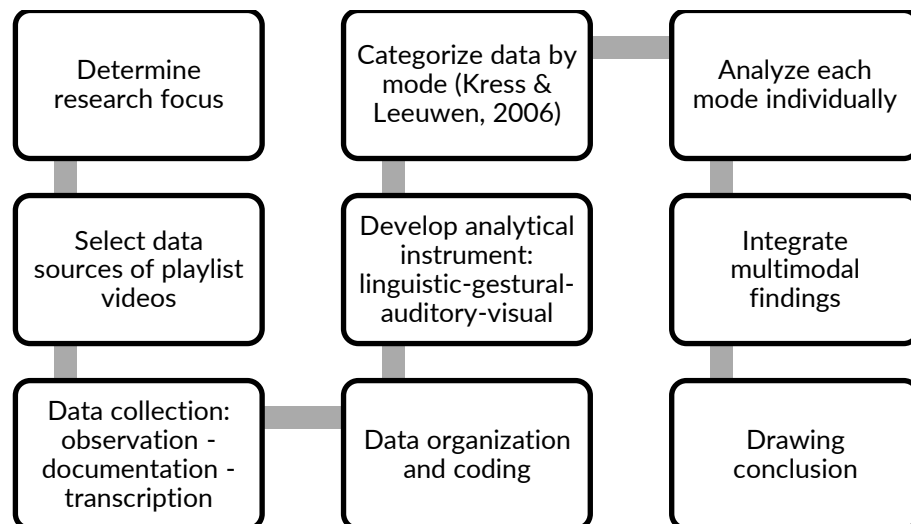 Determine
research focus
Select data
sources of playlist
videos
Data collection:
observation -
documentation -
transcription
Data organization
and coding
Develop analytical
instrument:
linguistic-gestural-
auditory-visual
Categorize data by
mode (Kress &
Leeuwen, 2006)
Analyze each
mode individually
Integrate
multimodal
findings
Drawing
conclusion